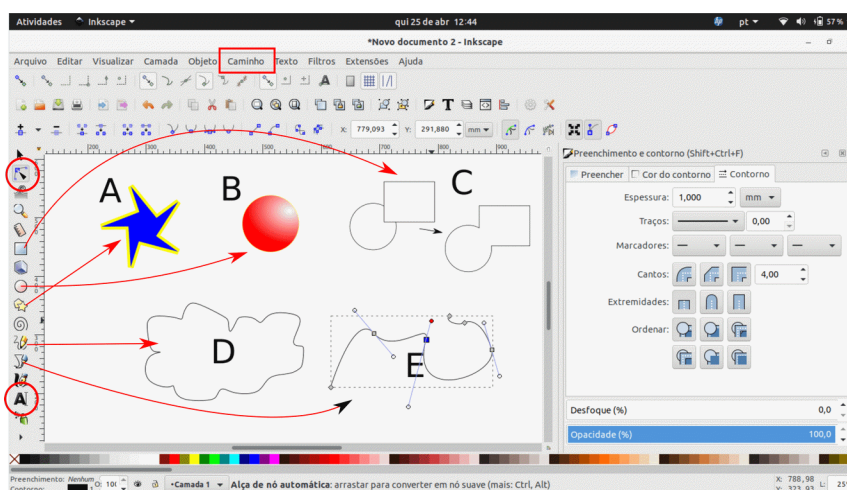 Atividades Inkscape qui 25 de abr 12:44 pt 57 %
*Novo documento 2 - Inkscape
Arquivo Editar Visualizar Camada Objeto Caminho Texto Filtros Extensões Ajuda
X: 779,093 Y: 291,880 mm
Preenchimento e contorno (Shift+Ctrl+F)
Preencher Cor do contorno Contorno
Espessura: 1,000 mm
Traços: 0,00
Marcadores:
Cantos: 4,00
Extremidades:
Ordenar:
A
B
C
D
E
Desfoque (%) 0,0
Opacidade (%) 100,0
Preenchimento: Nenhum
Contorno:
O: 10
•Camada 1 Alça de nó automática: arrastar para converter em nó suave (mais: Ctrl, Alt)
X: 788,98
Y: 323,93